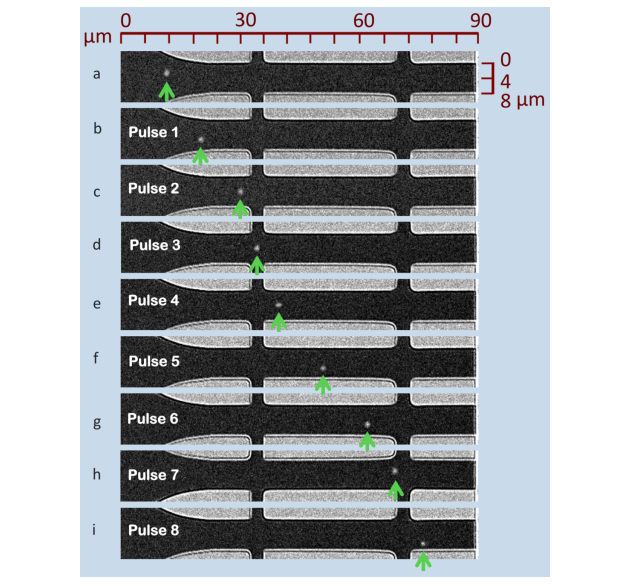 0 30 60 90
μm
a
0
4
8 μm
b Pulse 1
c Pulse 2
d Pulse 3
e Pulse 4
f Pulse 5
g Pulse 6
h Pulse 7
i Pulse 8